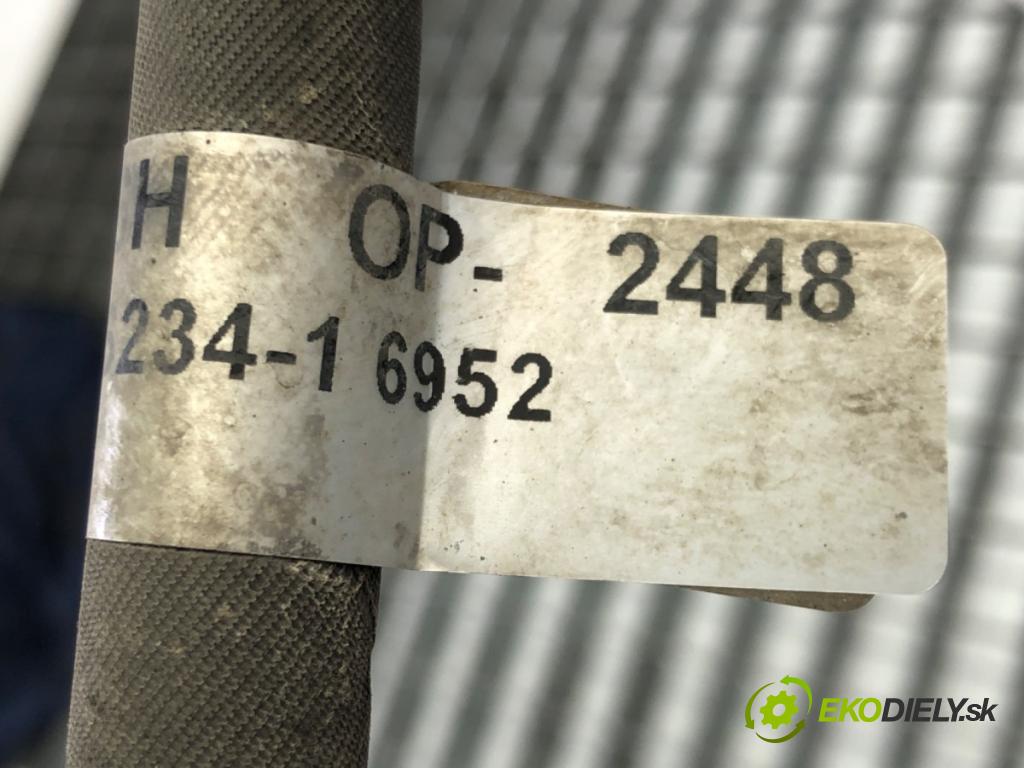 H OP- 2448
234-1 6952
EKODIELY.sk